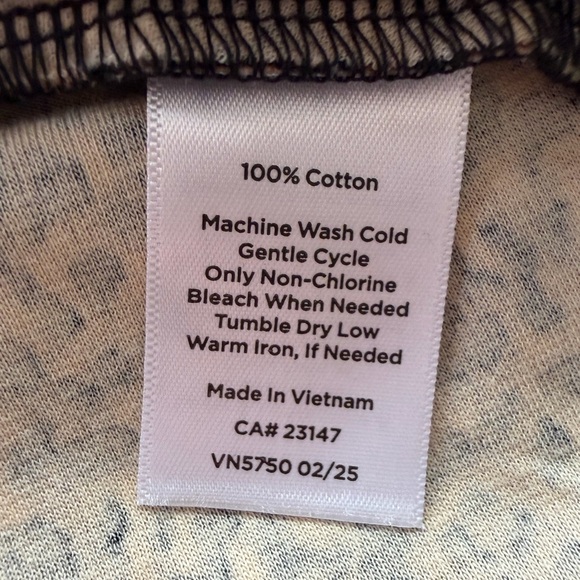 100% Cotton
Machine Wash Cold
Gentle Cycle
Only Non-Chlorine
Bleach When Needed
Tumble Dry Low
Warm Iron, If Needed
Made In Vietnam
CA# 23147
VN5750 02/25